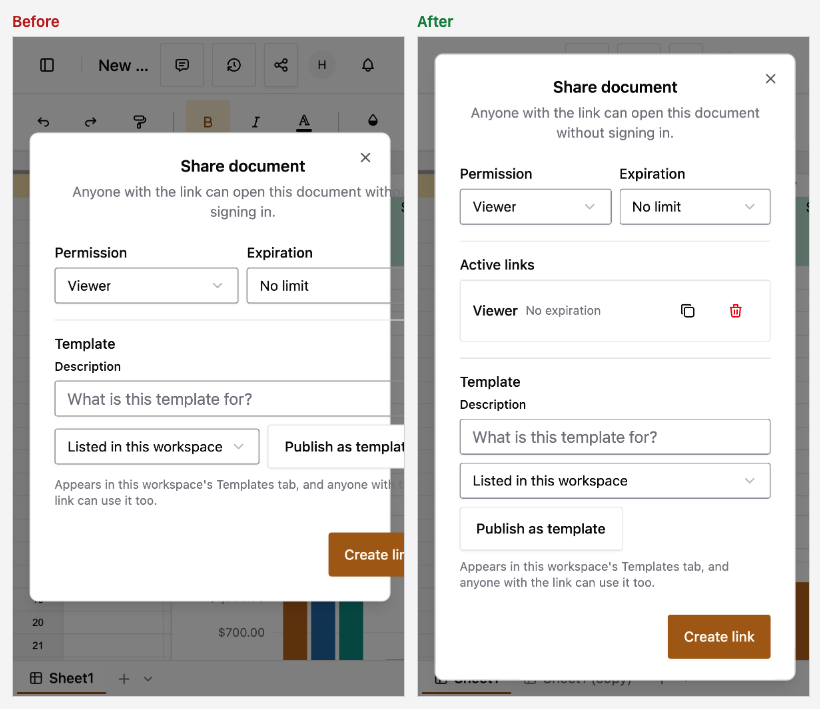 Before
New ...
H
B
I
A
Share document
Anyone with the link can open this document witho
signing in.
Permission
Expiration
Viewer
No limit
Template
Description
What is this template for?
Listed in this workspace
Publish as templat
Appears in this workspace's Templates tab, and anyone with t
link can use it too.
Create lin
20
$700.00
21
Sheet1
After
Share document
Anyone with the link can open this document
without signing in.
Permission
Expiration
Viewer
No limit
Active links
Viewer No expiration
Template
Description
What is this template for?
Listed in this workspace
Publish as template
Appears in this workspace's Templates tab, and
anyone with the link can use it too.
Create link